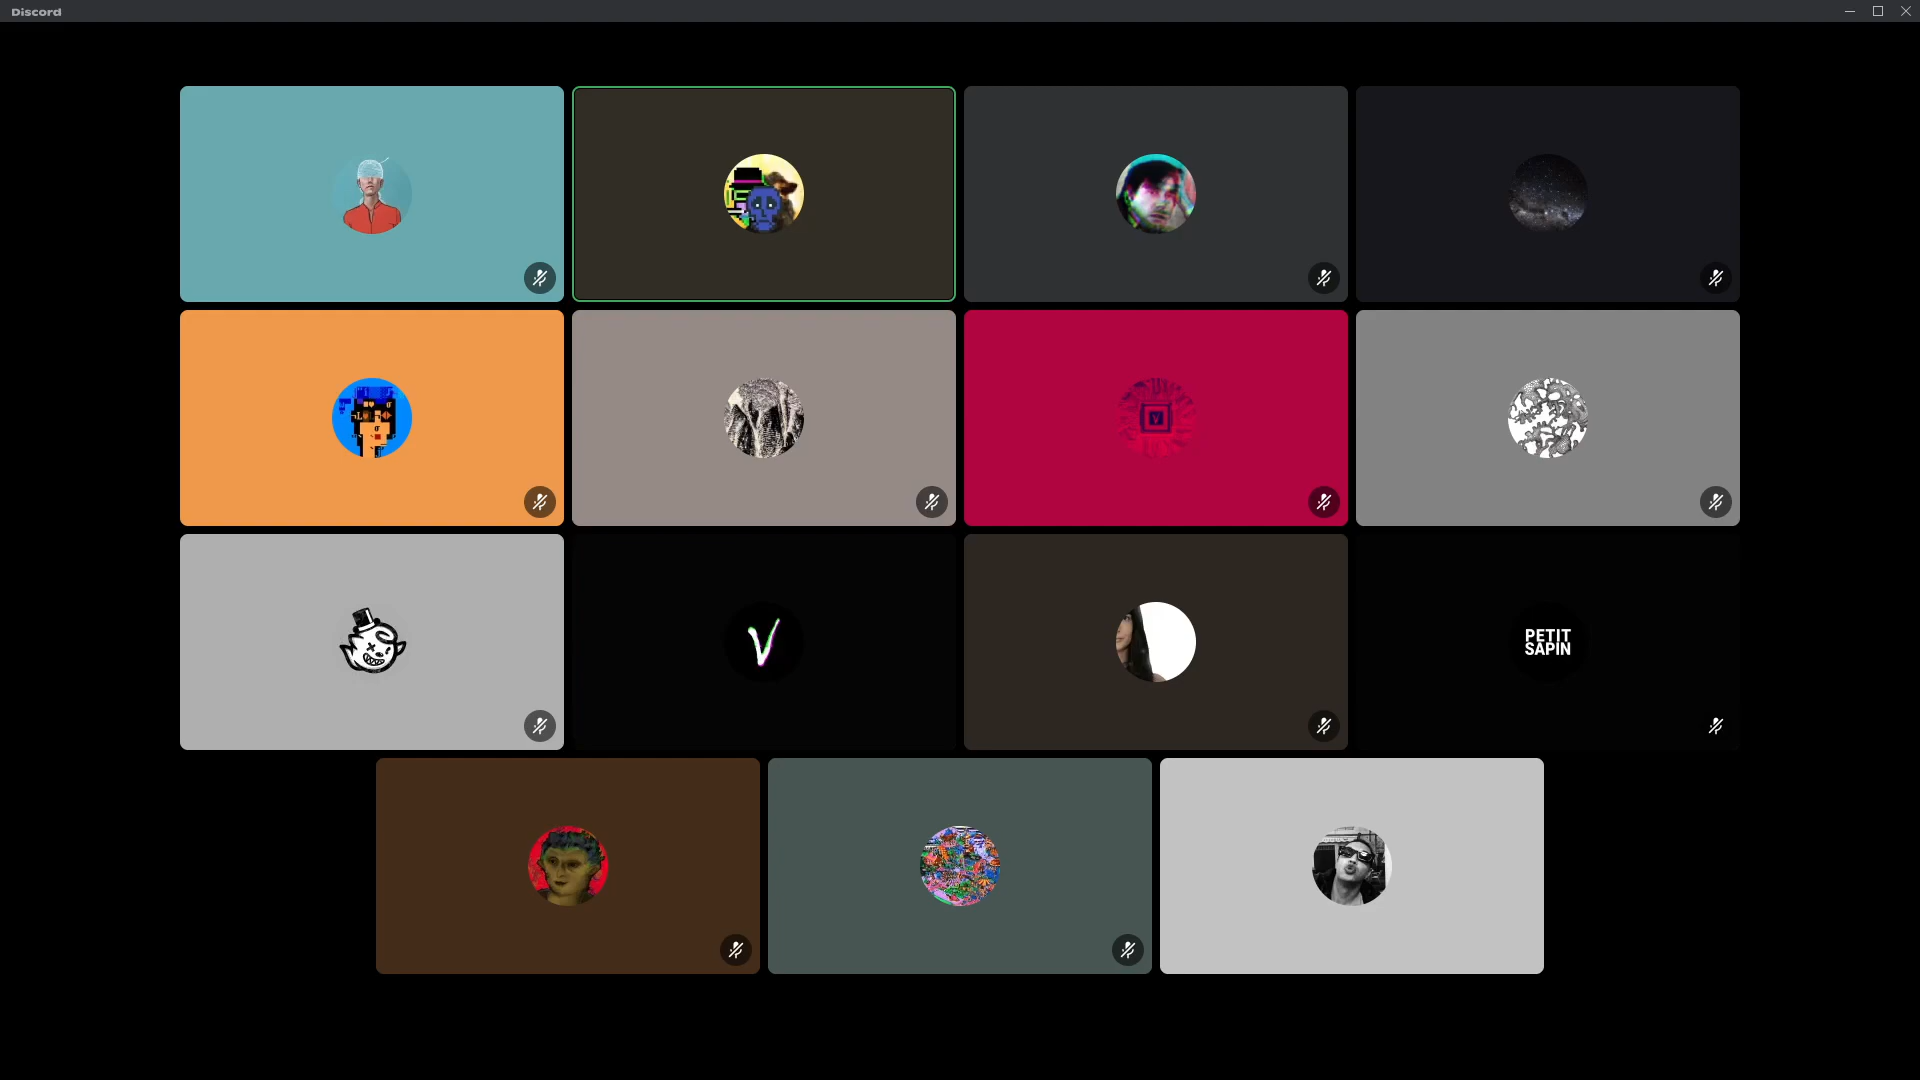 Discord
V
V
PETIT
SAPIN